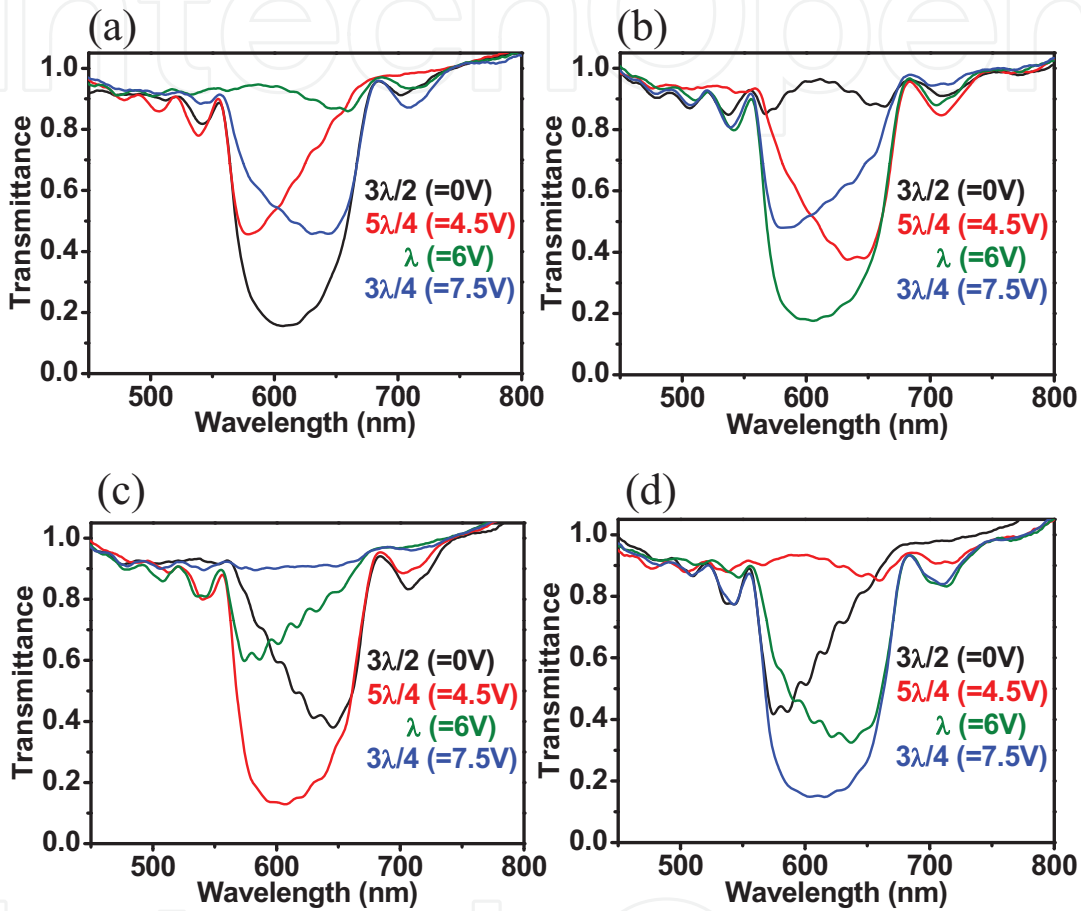 IntechOpen
(a)
Transmittance
1.0
0.8
0.6
0.4
0.2
0.0
3λ/2 (=0V)
5λ/4 (=4.5V)
λ (=6V)
3λ/4 (=7.5V)
500 600 700 800
Wavelength (nm)
(b)
Transmittance
1.0
0.8
0.6
0.4
0.2
0.0
3λ/2 (=0V)
5λ/4 (=4.5V)
λ (=6V)
3λ/4 (=7.5V)
500 600 700 800
Wavelength (nm)
(c)
Transmittance
1.0
0.8
0.6
0.4
0.2
0.0
3λ/2 (=0V)
5λ/4 (=4.5V)
λ (=6V)
3λ/4 (=7.5V)
500 600 700 800
Wavelength (nm)
(d)
Transmittance
1.0
0.8
0.6
0.4
0.2
0.0
3λ/2 (=0V)
5λ/4 (=4.5V)
λ (=6V)
3λ/4 (=7.5V)
500 600 700 800
Wavelength (nm)